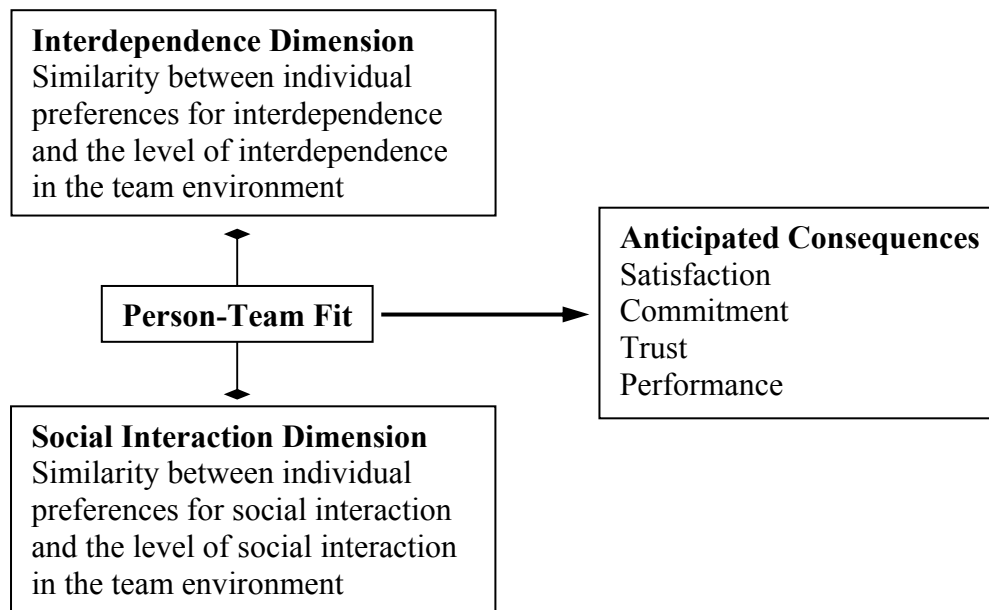 Interdependence Dimension
Similarity between individual
preferences for interdependence
and the level of interdependence
in the team environment
Person-Team Fit
Social Interaction Dimension
Similarity between individual
preferences for social interaction
and the level of social interaction
in the team environment
Anticipated Consequences
Satisfaction
Commitment
Trust
Performance